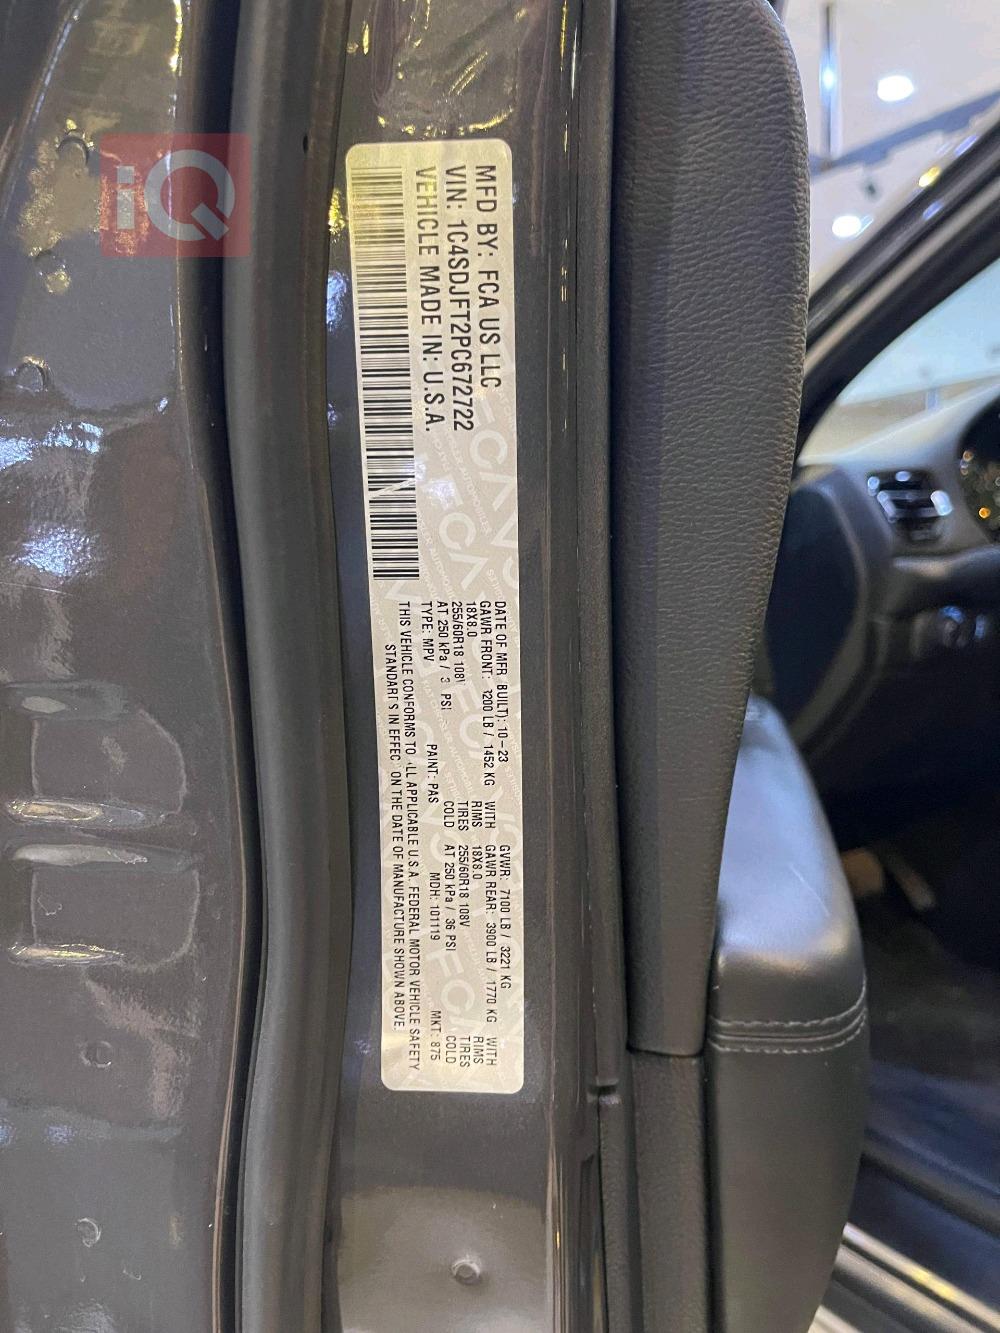 iQ
MFD BY: FCA US LLC
VIN: 1C4SDJFT2PC672722
VEHICLE MADE IN: U.S.A.
DATE OF MFR (BUILT): 10-23 GVWR: 7100 LB / 3221 KG
GAWR FRONT: 200 LB / 1452 KG WITH GAWR REAR: 3900 LB / 1770 KG WITH
18X8.0 RIMS 18X8.0 RIMS
255/60R18 108V TIRES 255/60R18 108V TIRES
AT 250 kPa / 3 PSI COLD AT 250 kPa / 36 PSI COLD
TYPE: MPV PAINT: PAS MDH: 101119 MKT: 875
THIS VEHICLE CONFORMS TO ALL APPLICABLE U.S.A. FEDERAL MOTOR VEHICLE SAFETY
STANDARDS IN EFFECT ON THE DATE OF MANUFACTURE SHOWN ABOVE.